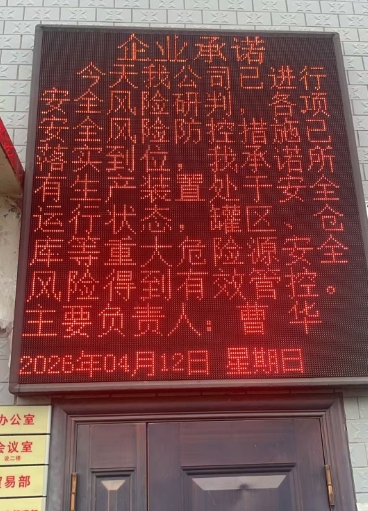 企业承诺
今天我公司已进行
安全风险研判，各项
安全风险防控措施已
落实到位，我承诺所
有生产装置处于安全
运行状态，罐区、仓
库等重大危险源安全
风险得到有效管控。
主要负责人：曹 华
2026年04月12日 星期日
办公室
会议室
贸易部